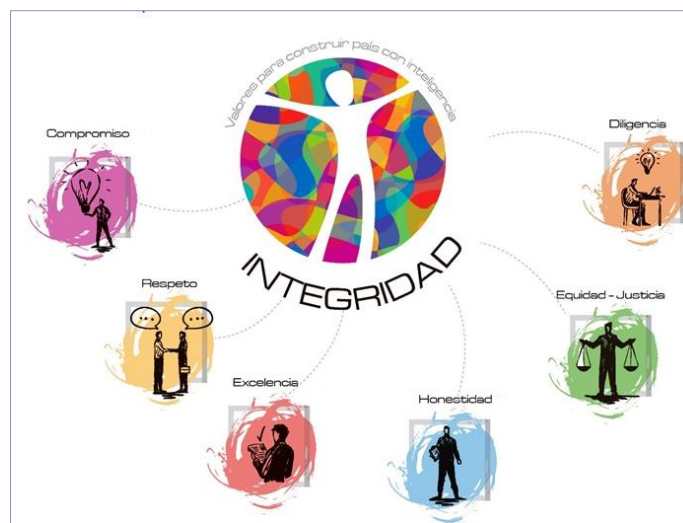 Valores para construir país con inteligencia
INTEGRIDAD
Compromiso
Respeto
Excelencia
Honestidad
Equidad - Justicia
Diligencia